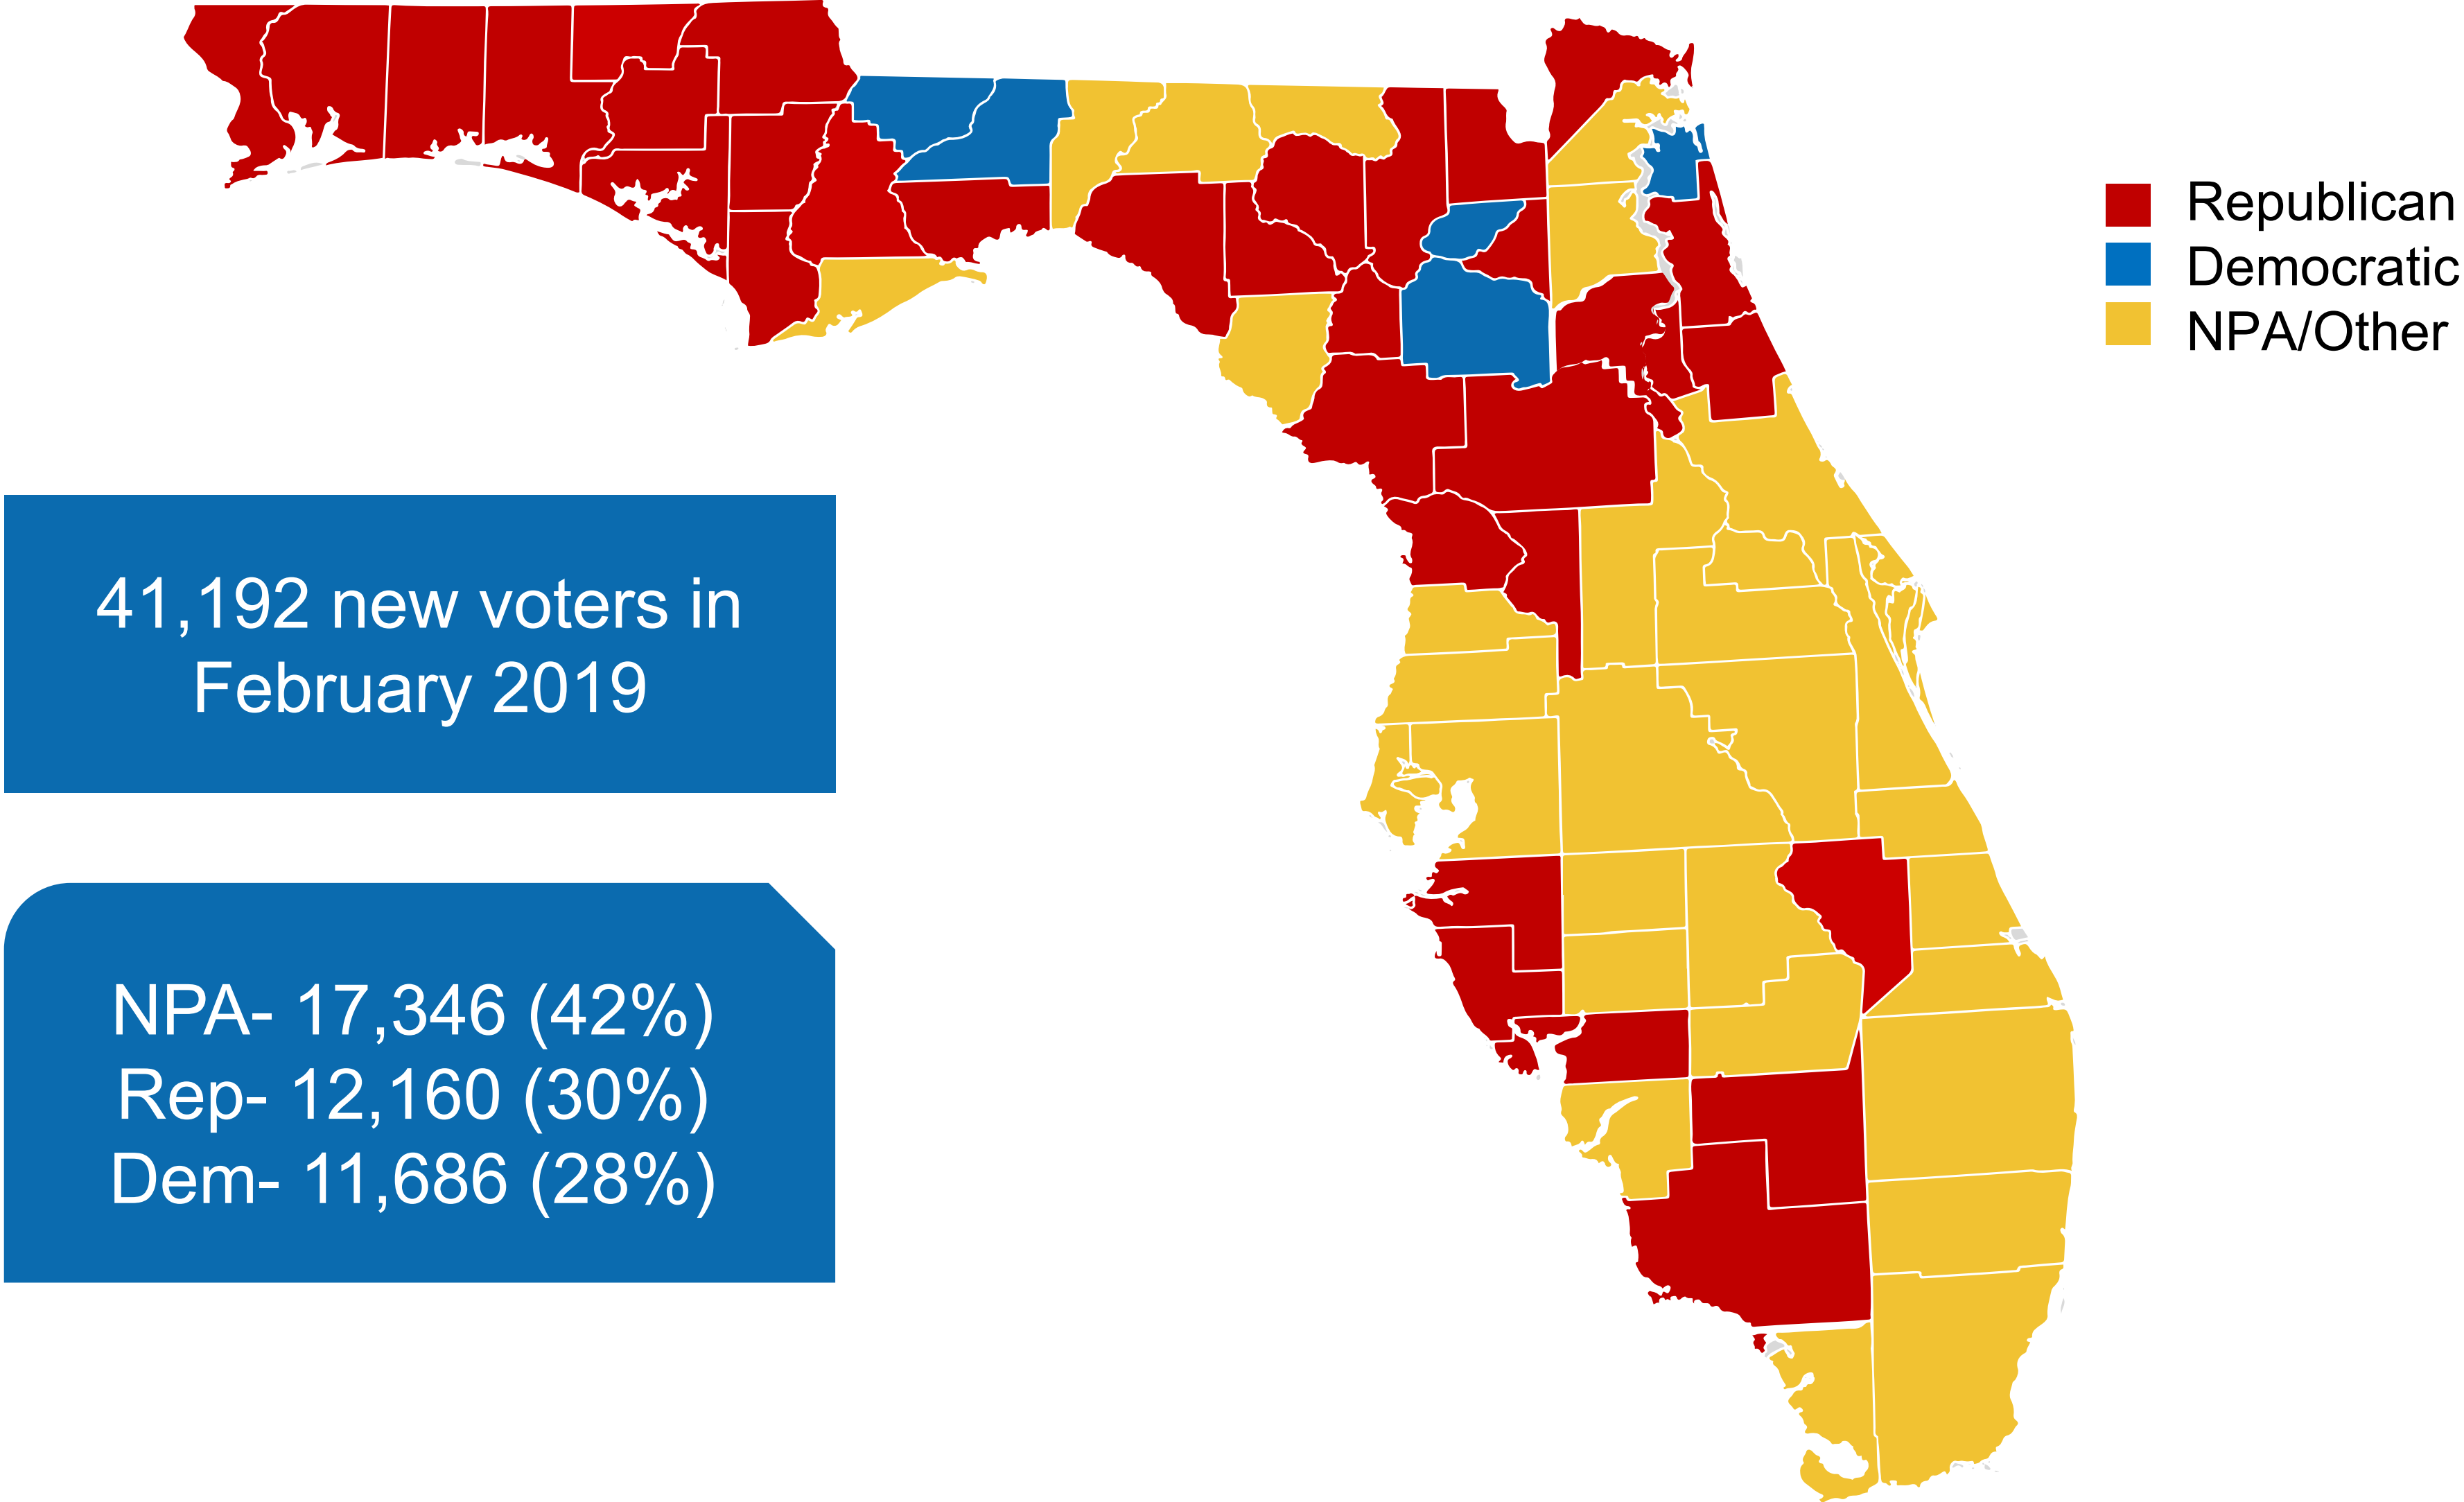 Republican
Democratic
NPA/Other
41,192 new voters in
February 2019
NPA- 17,346 (42%)
Rep- 12,160 (30%)
Dem- 11,686 (28%)